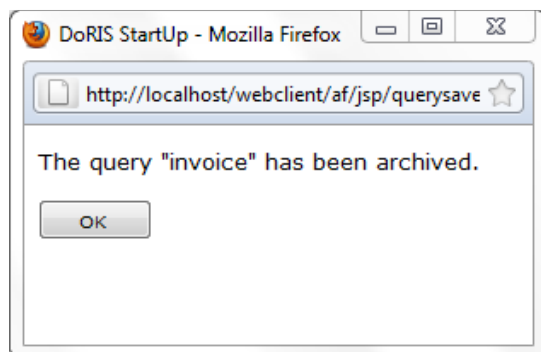 DoRIS StartUp - Mozilla Firefox
http://localhost/webclient/af/jsp/querysave
The query "invoice" has been archived.
OK